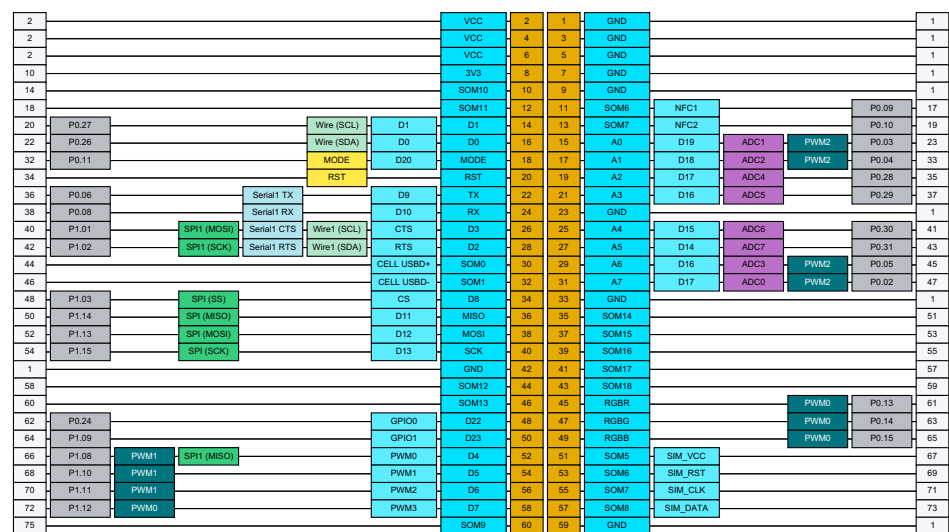 2 VCC 2 1 GND 1
2 VCC 4 3 GND 1
2 VCC 6 5 GND 1
10 3V3 8 7 GND 1
14 SOM10 10 9 GND 1
18 SOM11 12 11 SOM6 NFC1 P0.09 17
20 P0.27 Wire (SCL) D1 D1 14 13 SOM7 NFC2 P0.10 19
22 P0.26 Wire (SDA) D0 D0 16 15 A0 D19 ADC1 PWM2 P0.03 23
32 P0.11 MODE D20 MODE 18 17 A1 D18 ADC2 PWM2 P0.04 33
34 RST RST 20 19 A2 D17 ADC4 P0.28 35
36 P0.06 Serial1 TX D9 TX 22 21 A3 D16 ADC5 P0.29 37
38 P0.08 Serial1 RX D10 RX 24 23 GND 1
40 P1.01 SPI1 (MOSI) Serial1 CTS Wire1 (SCL) CTS D3 26 25 A4 D15 ADC6 P0.30 41
42 P1.02 SPI1 (SCK) Serial1 RTS Wire1 (SDA) RTS D2 28 27 A5 D14 ADC7 P0.31 43
44 CELL USBD+ SOM0 30 29 A6 D16 ADC3 PWM2 P0.05 45
46 CELL USBD- SOM1 32 31 A7 D17 ADC0 PWM2 P0.02 47
48 P1.03 SPI (SS) CS D8 34 33 GND 1
50 P1.14 SPI (MISO) D11 MISO 36 35 SOM14 51
52 P1.13 SPI (MOSI) D12 MOSI 38 37 SOM15 53
54 P1.15 SPI (SCK) D13 SCK 40 39 SOM16 55
1 GND 42 41 SOM17 57
58 SOM12 44 43 SOM18 59
60 SOM13 46 45 RGBR PWM0 P0.13 61
62 P0.24 GPIO0 D22 48 47 RGBG PWM0 P0.14 63
64 P1.09 GPIO1 D23 50 49 RGBB PWM0 P0.15 65
66 P1.08 PWM1 SPI1 (MISO) PWM0 D4 52 51 SOM5 SIM_VCC 67
68 P1.10 PWM1 PWM1 D5 54 53 SOM6 SIM_RST 69
70 P1.11 PWM1 PWM2 D6 56 55 SOM7 SIM_CLK 71
72 P1.12 PWM0 PWM3 D7 58 57 SOM8 SIM_DATA 73
75 SOM9 60 59 GND 1